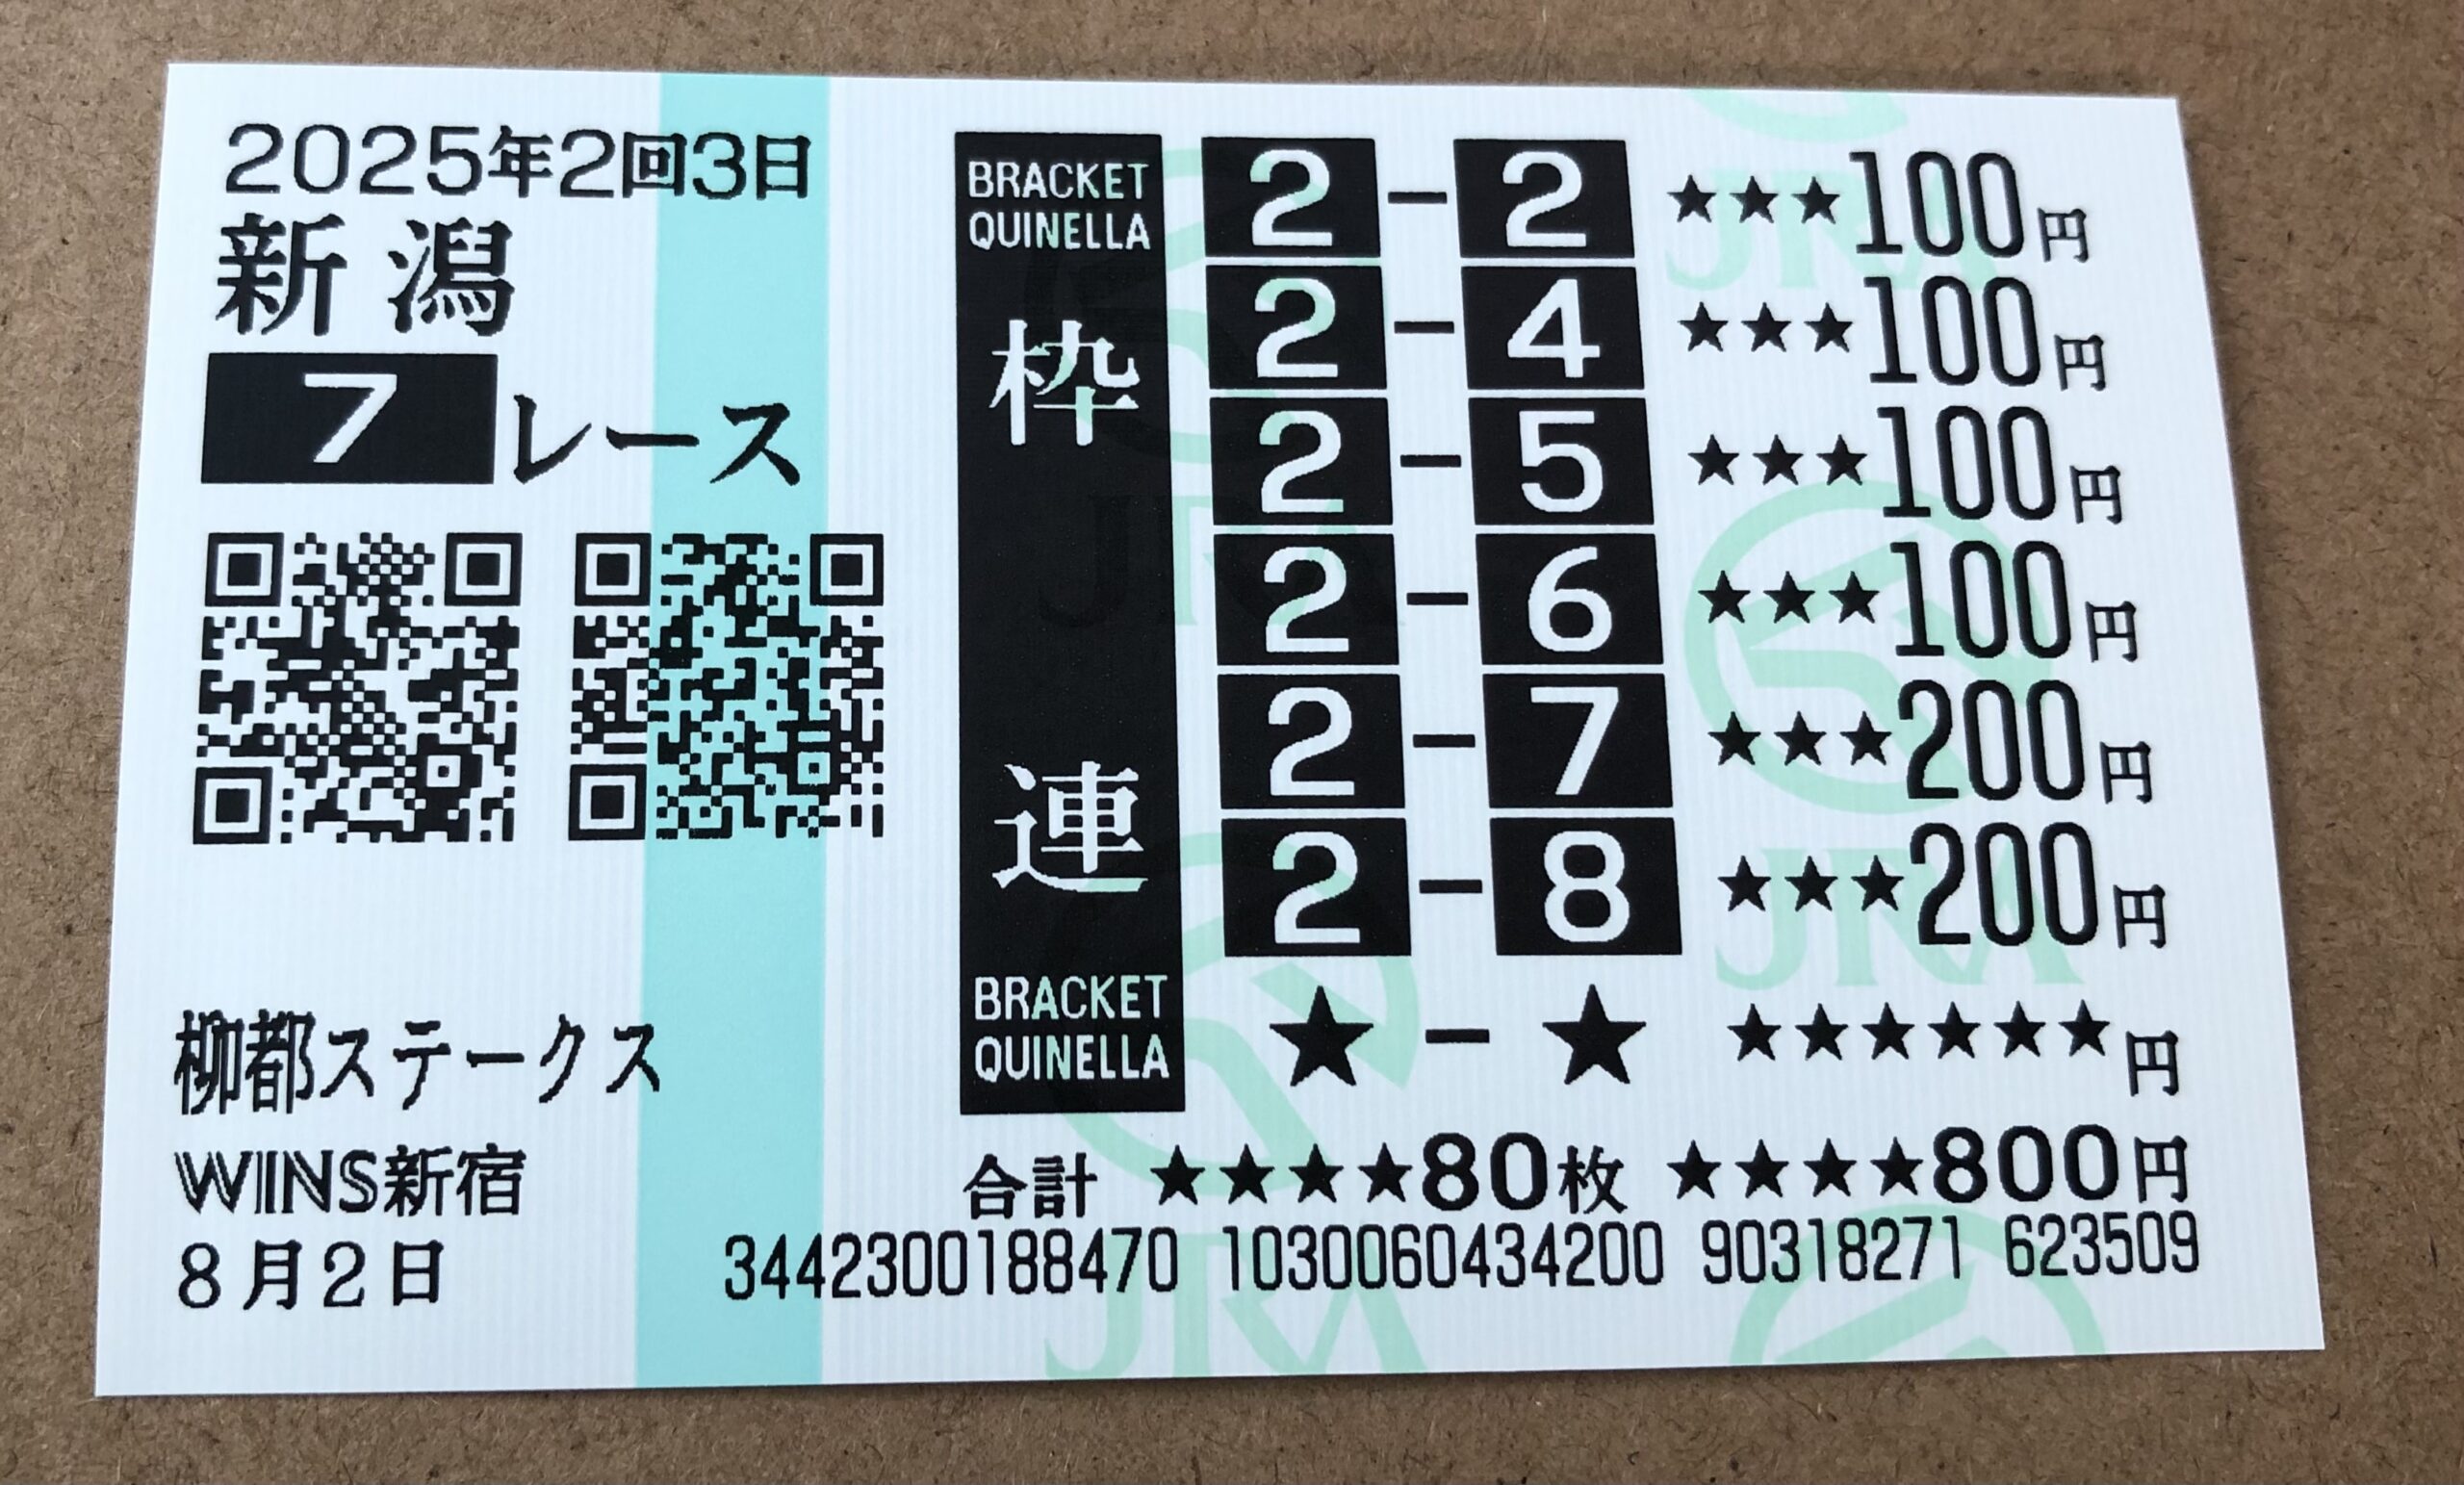 2025年2回3日
新潟
7レース
柳都ステークス
WINS新宿
8月2日
BRACKET
QUINELLA
枠
連
BRACKET
QUINELLA
2-2 ★★★100円
2-4 ★★★100円
2-5 ★★★100円
2-6 ★★★100円
2-7 ★★★200円
2-8 ★★★200円
★-★ ★★★★★★円
合計 ★★★★80枚 ★★★★800円
3442300188470 1030060434200 90318271 623509
JRA
JRA
JRA
JRA